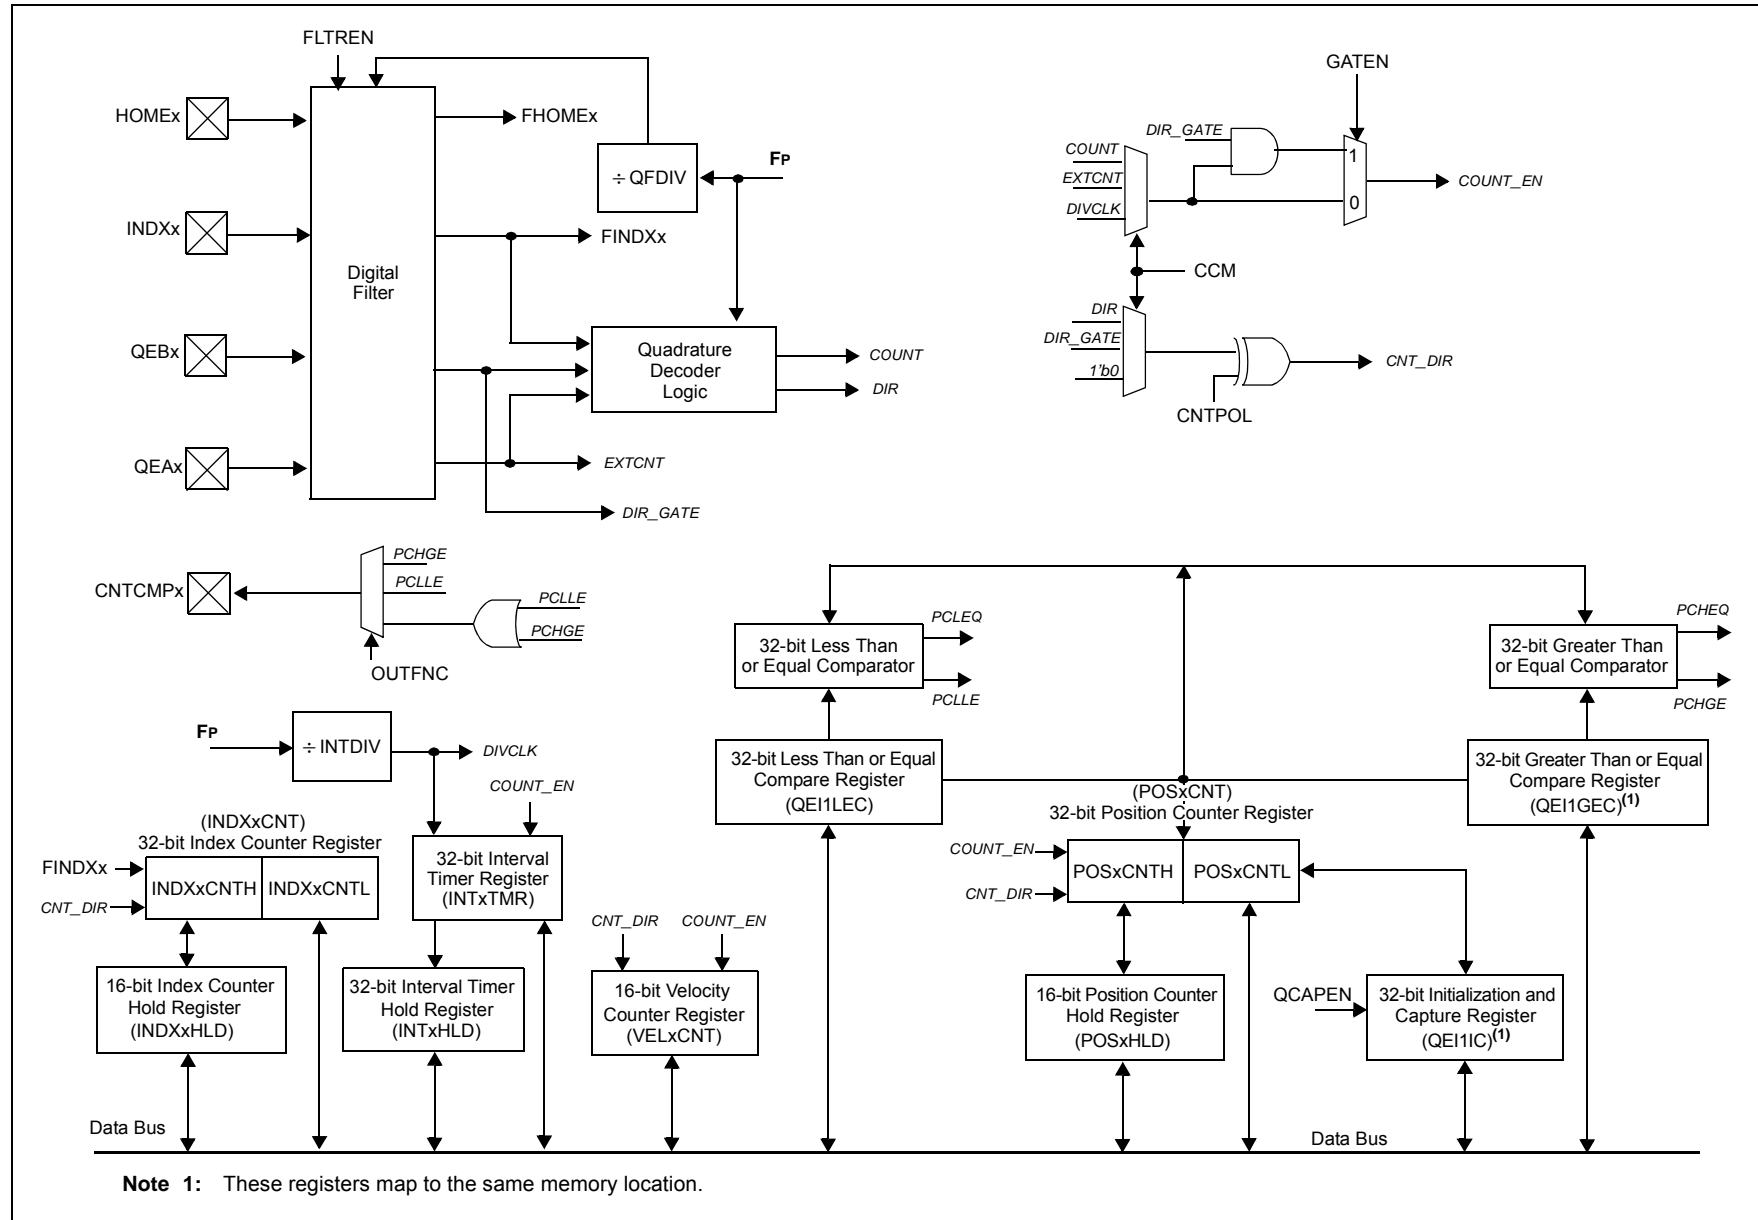 FLTREN
HOMEx
FHOMEx
÷ QFDIV
FP
INDXx
FINDXx
Digital
Filter
QEBx
Quadrature
Decoder
Logic
COUNT
DIR
QEAx
EXTCNT
DIR_GATE
GATEN
DIR_GATE
COUNT
EXTCNT
DIVCLK
1
0
COUNT_EN
CCM
DIR
DIR_GATE
1'b0
CNT_DIR
CNTPOL
CNTCMPx
PCHGE
PCLLE
PCLLE
PCHGE
OUTFNC
32-bit Less Than
or Equal Comparator
PCLEQ
PCLLE
32-bit Greater Than
or Equal Comparator
PCHEQ
PCHGE
FP
÷ INTDIV
DIVCLK
COUNT_EN
32-bit Less Than or Equal
Compare Register
(QEI1LEC)
32-bit Greater Than or Equal
Compare Register
(QEI1GEC)(1)
(POSxCNT)
32-bit Position Counter Register
COUNT_EN
CNT_DIR
POSxCNTH
POSxCNTL
(INDXxCNT)
32-bit Index Counter Register
FINDXx
CNT_DIR
INDXxCNTH
INDXxCNTL
32-bit Interval
Timer Register
(INTxTMR)
CNT_DIR
COUNT_EN
16-bit Index Counter
Hold Register
(INDXxHLD)
32-bit Interval Timer
Hold Register
(INTxHLD)
16-bit Velocity
Counter Register
(VELxCNT)
16-bit Position Counter
Hold Register
(POSxHLD)
QCAPEN
32-bit Initialization and
Capture Register
(QEI1IC)(1)
Data Bus
Data Bus
Note 1: These registers map to the same memory location.